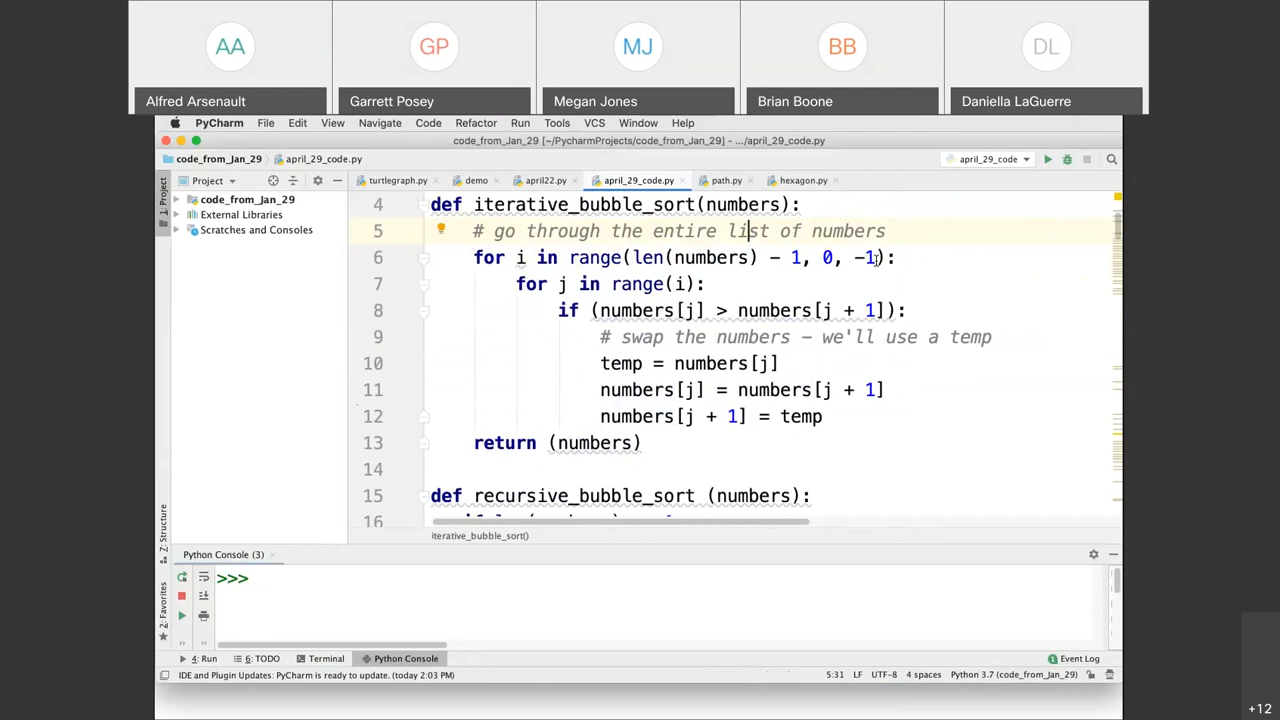 AA GP MJ BB DL
Alfred Arsenault Garrett Posey Megan Jones Brian Boone Daniella LaGuerre
PyCharm File Edit View Navigate Code Refactor Run Tools VCS Window Help
code_from_Jan_29 [~/PycharmProjects/code_from_Jan_29] - .../april_29_code.py
code_from_Jan_29 april_29_code.py april_29_code
Project turtlegraph.py demo april22.py april_29_code.py path.py hexagon.py
1: Project
code_from_Jan_29
External Libraries
Scratches and Consoles
4 def iterative_bubble_sort(numbers):
5 # go through the entire list of numbers
6 for i in range(len(numbers) - 1, 0, -1):
7 for j in range(i):
8 if (numbers[j] > numbers[j + 1]):
9 # swap the numbers - we'll use a temp
10 temp = numbers[j]
11 numbers[j] = numbers[j + 1]
12 numbers[j + 1] = temp
13 return (numbers)
14
15 def recursive_bubble_sort (numbers):
16
iterative_bubble_sort()
Z: Structure
2: Favorites
Python Console (3)
>>>
4: Run 6: TODO Terminal Python Console Event Log
IDE and Plugin Updates: PyCharm is ready to update. (today 2:03 PM) 5:31 LF UTF-8 4 spaces Python 3.7 (code_from_Jan_29)
+12